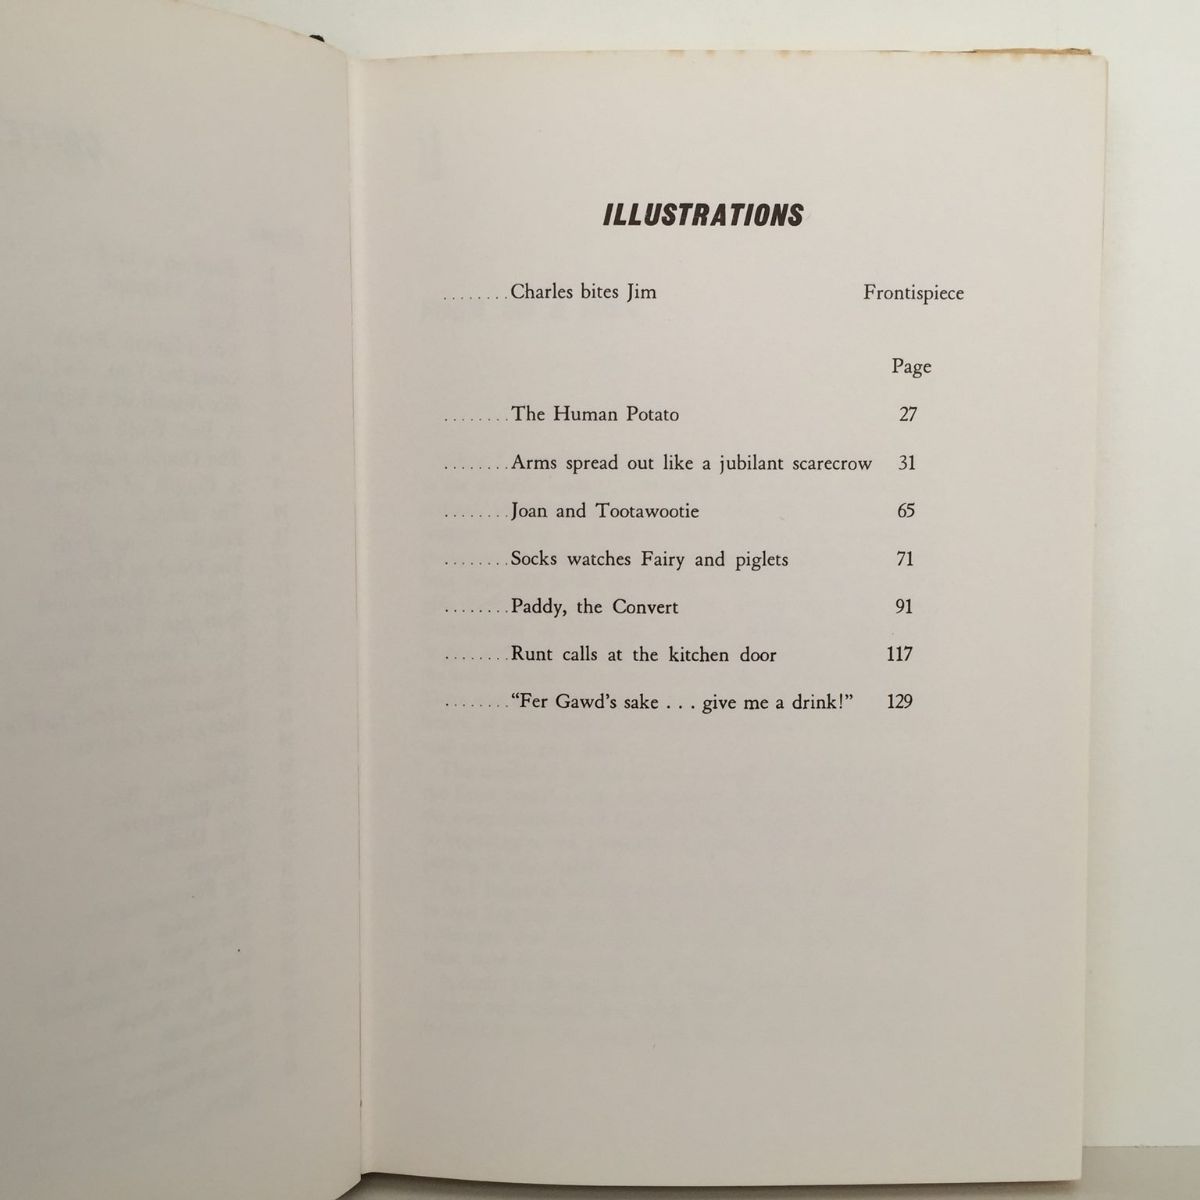 ILLUSTRATIONS
........Charles bites Jim Frontispiece
Page
........The Human Potato 27
........Arms spread out like a jubilant scarecrow 31
........Joan and Tootawootie 65
........Socks watches Fairy and piglets 71
........Paddy, the Convert 91
........Runt calls at the kitchen door 117
........“Fer Gawd's sake . . . give me a drink!” 129